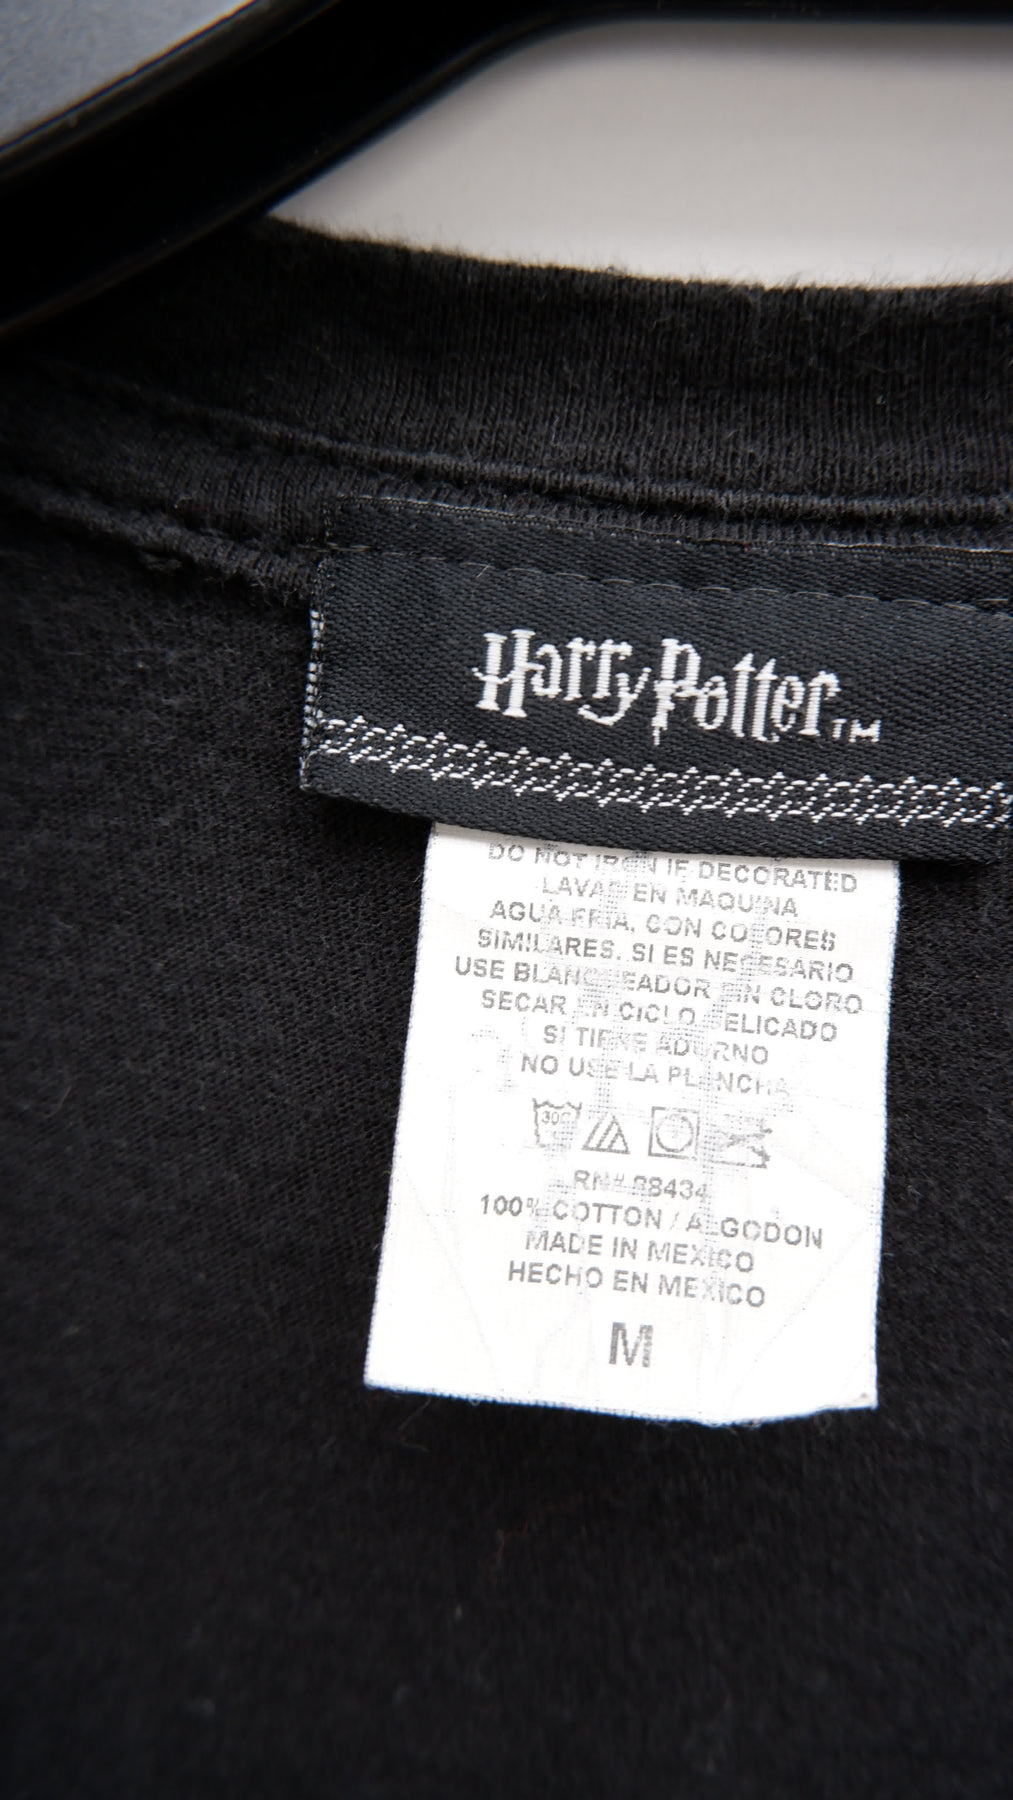 Harry Potter TM
DO NOT IRON IF DECORATED
LAVAR EN MAQUINA
AGUA FRIA, CON COLORES
SIMILARES. SI ES NECESARIO
USE BLANQUEADOR SIN CLORO
SECAR EN CICLO DELICADO
SI TIENE ADORNO
NO USE LA PLANCHA
30C
RN# 88434
100% COTTON / ALGODON
MADE IN MEXICO
HECHO EN MEXICO
M